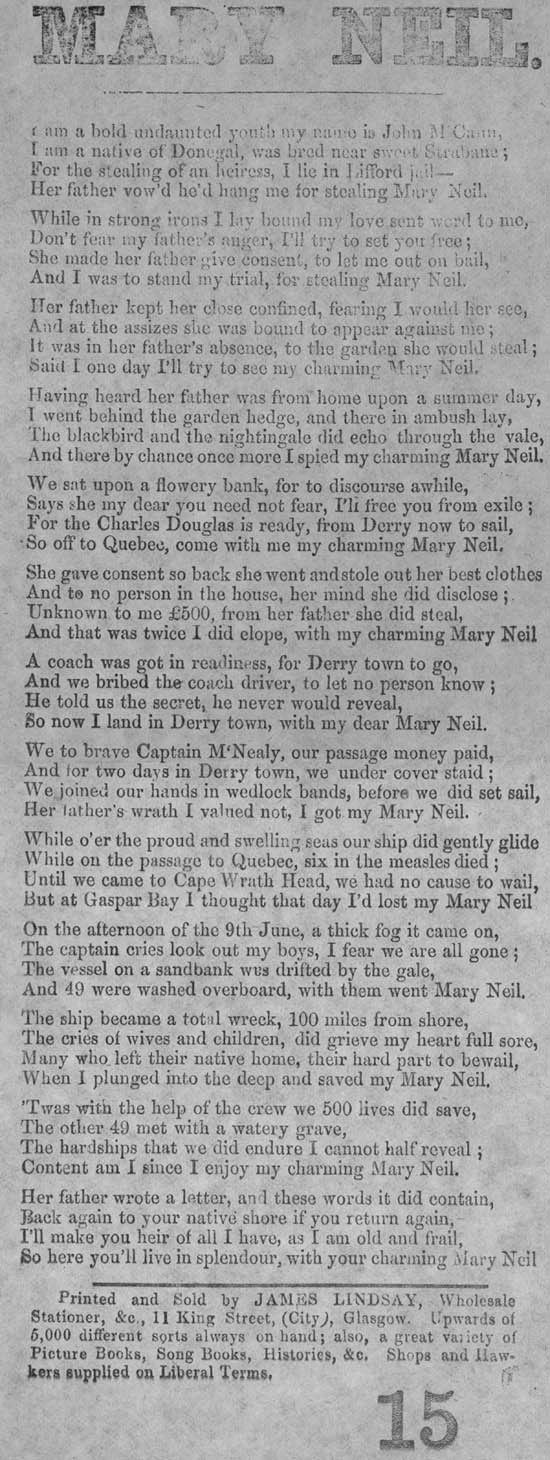 MARY NEIL.
I am a bold undaunted youth my name is John M'Cann,
I am a native of Donegal, was bred near sweet Strabane ;
For the stealing of an heiress, I lie in Lifford jail—
Her father vow'd he'd hang me for stealing Mary Neil.
While in strong irons I lay bound my love sent word to me,
Don't fear my father's anger, I'll try to set you free ;
She made her father give consent, to let me out on bail,
And I was to stand my trial, for stealing Mary Neil.
Her father kept her close confined, fearing I would her see,
And at the assizes she was bound to appear against me ;
It was in her father's absence, to the garden she would steal ;
Said I one day I'll try to see my charming Mary Neil.
Having heard her father was from home upon a summer day,
I went behind the garden hedge, and there in ambush lay,
The blackbird and the nightingale did echo through the vale,
And there by chance once more I spied my charming Mary Neil.
We sat upon a flowery bank, for to discourse awhile,
Says she my dear you need not fear, I'll free you from exile ;
For the Charles Douglas is ready, from Derry now to sail,
So off to Quebec, come with me my charming Mary Neil.
She gave consent so back she went and stole out her best clothes
And to no person in the house, her mind she did disclose ;
Unknown to me £500, from her father she did steal,
And that was twice I did elope, with my charming Mary Neil
A coach was got in readiness, for Derry town to go,
And we bribed the coach driver, to let no person know ;
He told us the secret, he never would reveal,
So now I land in Derry town, with my dear Mary Neil.
We to brave Captain M'Nealy, our passage money paid,
And for two days in Derry town, we under cover staid ;
We joined our hands in wedlock bands, before we did set sail,
Her father's wrath I valued not, I got my Mary Neil.
While o'er the proud and swelling seas our ship did gently glide
While on the passage to Quebec, six in the measles died ;
Until we came to Cape Wrath Head, we had no cause to wail,
But at Gaspar Bay I thought that day I'd lost my Mary Neil
On the afternoon of the 9th June, a thick fog it came on,
The captain cries look out my boys, I fear we are all gone ;
The vessel on a sandbank was drifted by the gale,
And 49 were washed overboard, with them went Mary Neil.
The ship became a total wreck, 100 miles from shore,
The cries of wives and children, did grieve my heart full sore,
Many who left their native home, their hard part to bewail,
When I plunged into the deep and saved my Mary Neil.
'Twas with the help of the crew we 500 lives did save,
The other 49 met with a watery grave,
The hardships that we did endure I cannot half reveal ;
Content am I since I enjoy my charming Mary Neil.
Her father wrote a letter, and these words it did contain,
Back again to your native shore if you return again,
I'll make you heir of all I have, as I am old and frail,
So here you'll live in splendour, with your charming Mary Neil
Printed and Sold by JAMES LINDSAY, Wholesale
Stationer, &c., 11 King Street, (City), Glasgow. Upwards of
5,000 different sorts always on hand; also, a great variety of
Picture Books, Song Books, Histories, &c. Shops and Haw-
kers supplied on Liberal Terms.
15